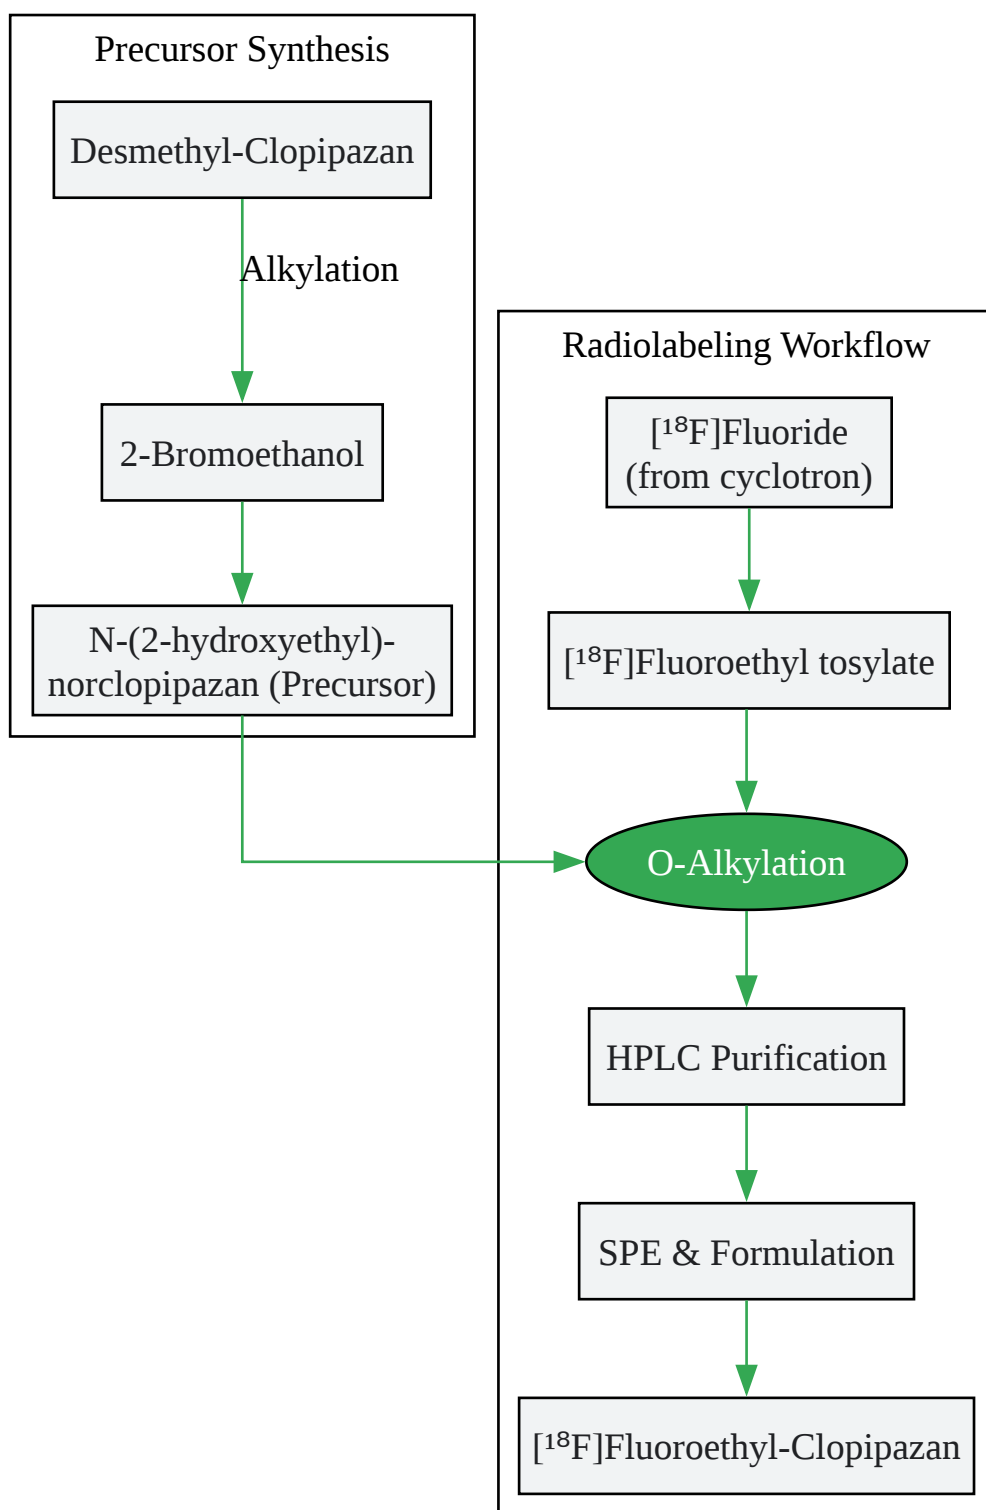 Precursor Synthesis
Desmethyl-Clopipazan
Alkylation
2-Bromoethanol
N-(2-hydroxyethyl)-
norclopipazan (Precursor)
Radiolabeling Workflow
[¹⁸F]Fluoride
(from cyclotron)
[¹⁸F]Fluoroethyl tosylate
O-Alkylation
HPLC Purification
SPE & Formulation
[¹⁸F]Fluoroethyl-Clopipazan